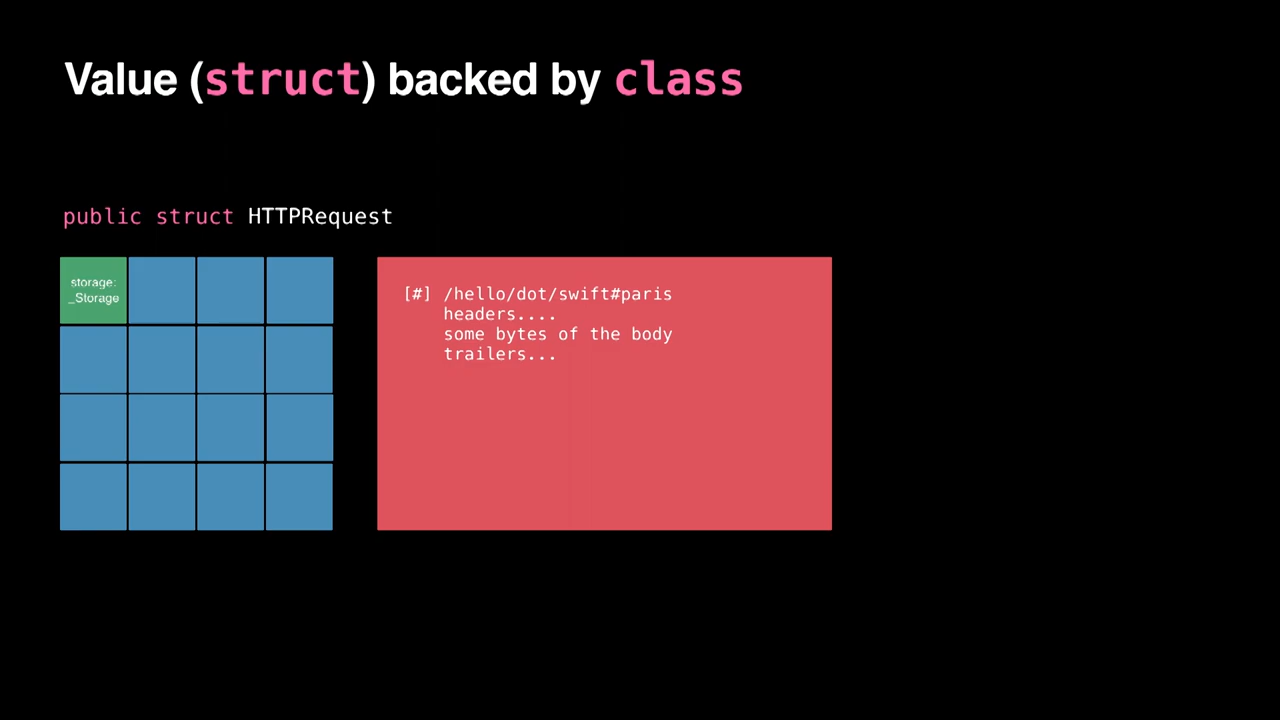 Value (struct) backed by class
public struct HTTPRequest
storage:
_Storage
[#] /hello/dot/swift#paris
headers....
some bytes of the body
trailers...